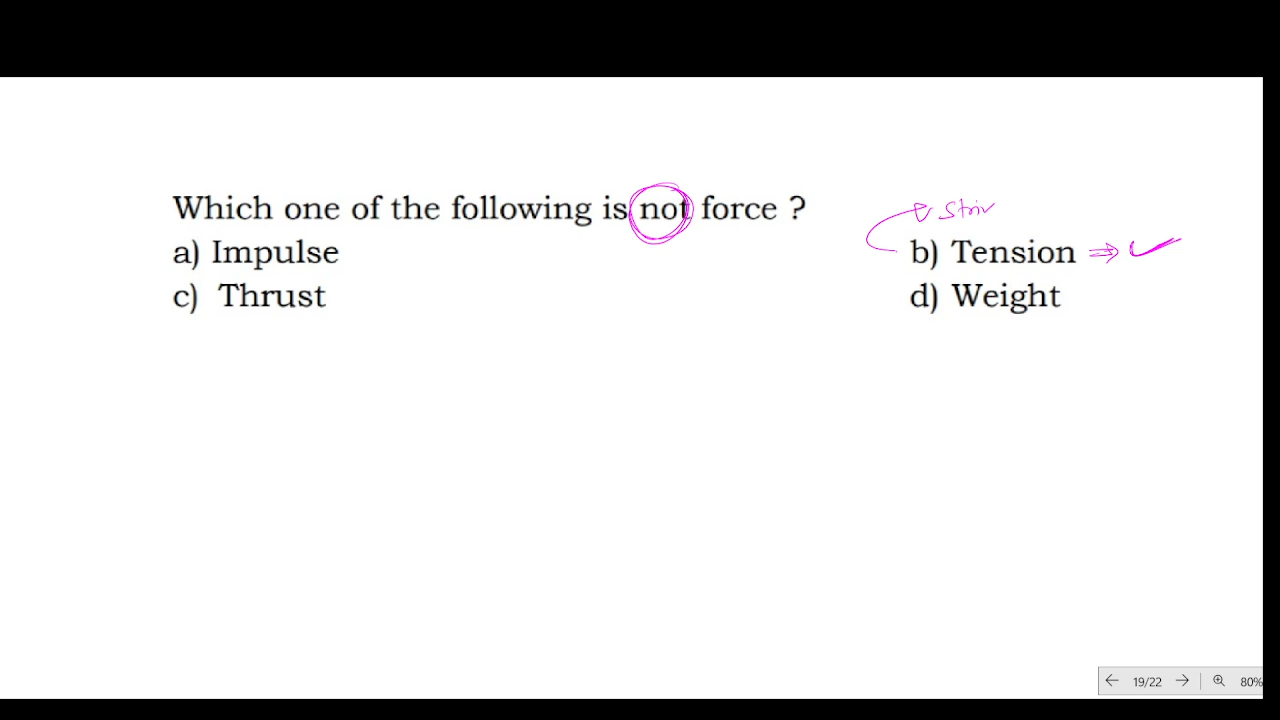 Which one of the following is not force ?
Strin
a) Impulse b) Tension
c) Thrust d) Weight
19/22 80%